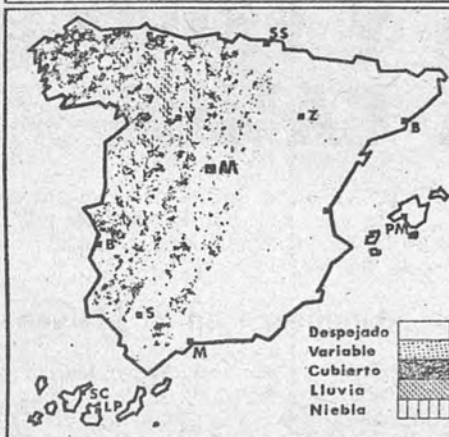 SS
V
Z
B
M
PM
B
S
M
Despejado
Variable
Cubierto
Lluvia
Niebla
SC
LP